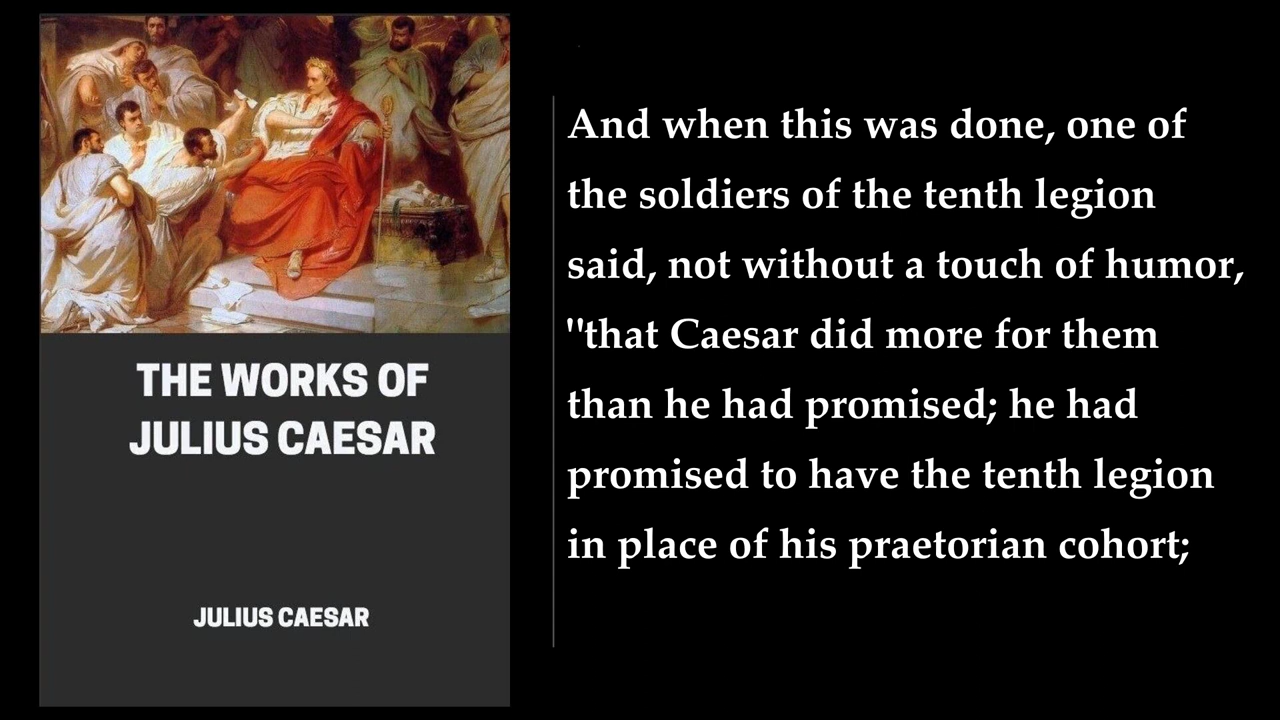 THE WORKS OF
JULIUS CAESAR
JULIUS CAESAR
And when this was done, one of
the soldiers of the tenth legion
said, not without a touch of humor,
"that Caesar did more for them
than he had promised; he had
promised to have the tenth legion
in place of his praetorian cohort;